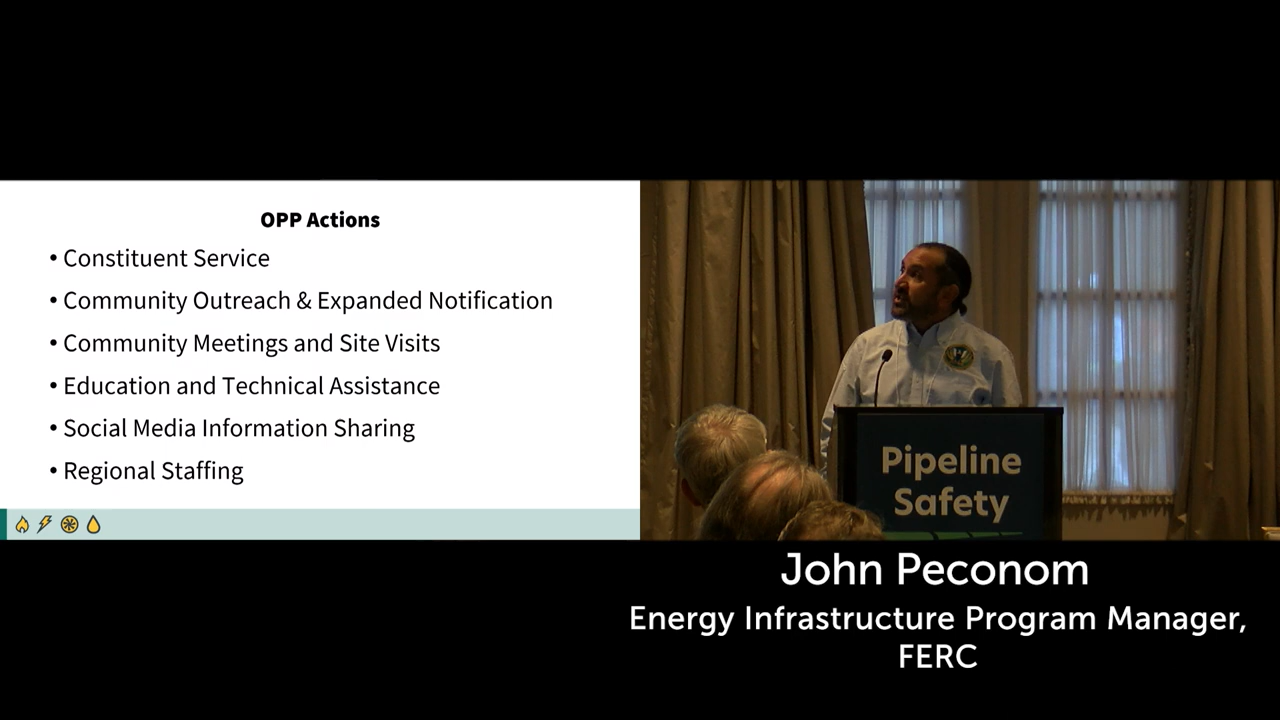 OPP Actions
• Constituent Service
• Community Outreach & Expanded Notification
• Community Meetings and Site Visits
• Education and Technical Assistance
• Social Media Information Sharing
• Regional Staffing
Pipeline
Safety
John Peconom
Energy Infrastructure Program Manager,
FERC